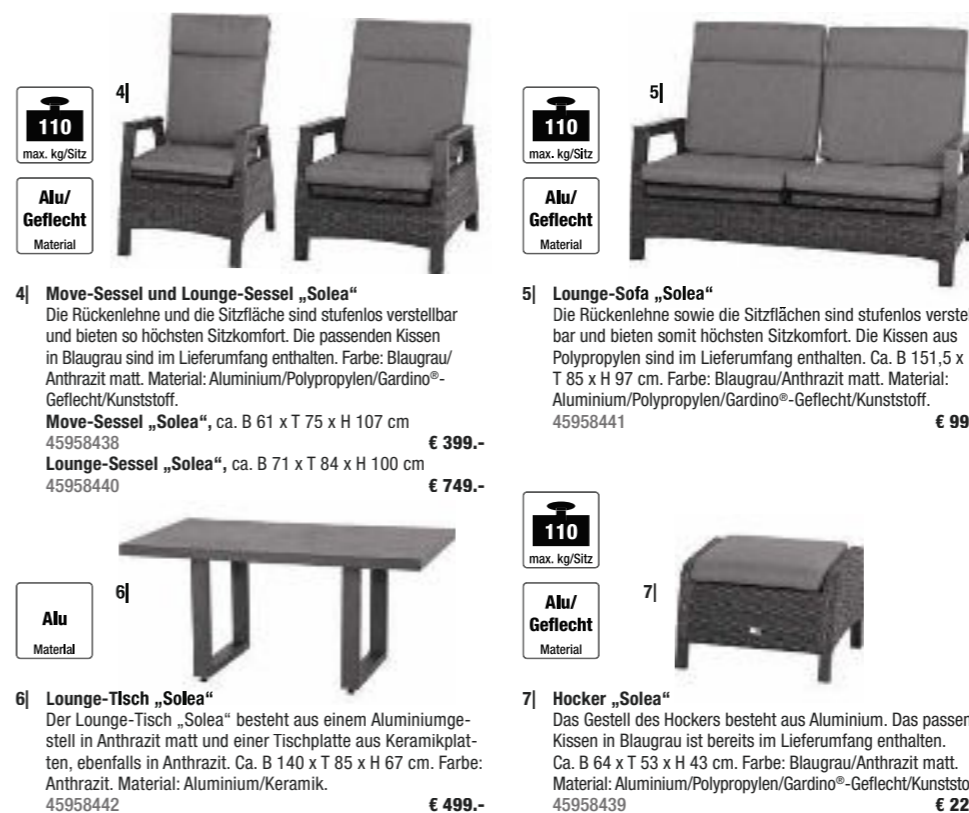 4|
110
max. kg/Sitz
Alu/
Geflecht
Material
4| Move-Sessel und Lounge-Sessel „Solea“
Die Rückenlehne und die Sitzfläche sind stufenlos verstellbar
und bieten so höchsten Sitzkomfort. Die passenden Kissen
in Blaugrau sind im Lieferumfang enthalten. Farbe: Blaugrau/
Anthrazit matt. Material: Aluminium/Polypropylen/Gardino®-
Geflecht/Kunststoff.
Move-Sessel „Solea“, ca. B 61 x T 75 x H 107 cm
45958438 € 399.-
Lounge-Sessel „Solea“, ca. B 71 x T 84 x H 100 cm
45958440 € 749.-
5|
110
max. kg/Sitz
Alu/
Geflecht
Material
5| Lounge-Sofa „Solea“
Die Rückenlehne sowie die Sitzflächen sind stufenlos verstel
bar und bieten somit höchsten Sitzkomfort. Die Kissen aus
Polypropylen sind im Lieferumfang enthalten. Ca. B 151,5 x
T 85 x H 97 cm. Farbe: Blaugrau/Anthrazit matt. Material:
Aluminium/Polypropylen/Gardino®-Geflecht/Kunststoff.
45958441 € 99
6|
Alu
Material
6| Lounge-Tisch „Solea“
Der Lounge-Tisch „Solea“ besteht aus einem Aluminiumge-
stell in Anthrazit matt und einer Tischplatte aus Keramikplat-
ten, ebenfalls in Anthrazit. Ca. B 140 x T 85 x H 67 cm. Farbe:
Anthrazit. Material: Aluminium/Keramik.
45958442 € 499.-
110
max. kg/Sitz
7|
Alu/
Geflecht
Material
7| Hocker „Solea“
Das Gestell des Hockers besteht aus Aluminium. Das passen
Kissen in Blaugrau ist bereits im Lieferumfang enthalten.
Ca. B 64 x T 53 x H 43 cm. Farbe: Blaugrau/Anthrazit matt.
Material: Aluminium/Polypropylen/Gardino®-Geflecht/Kunststo
45958439 € 22